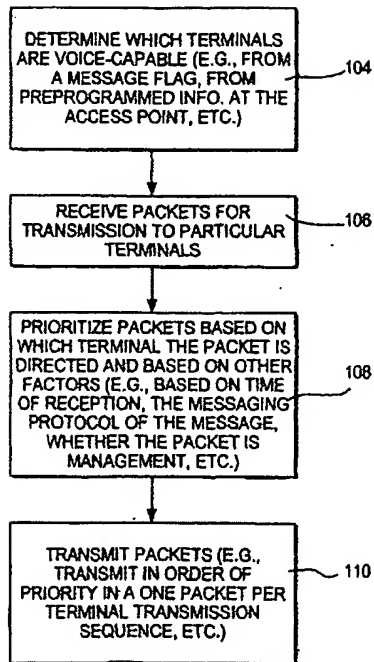 DETERMINE WHICH TERMINALS
ARE VOICE-CAPABLE (E.G., FROM
A MESSAGE FLAG, FROM
PREPROGRAMMED INFO. AT THE
ACCESS POINT, ETC.)
104
RECEIVE PACKETS FOR
TRANSMISSION TO PARTICULAR
TERMINALS
106
PRIORITIZE PACKETS BASED ON
WHICH TERMINAL THE PACKET IS
DIRECTED AND BASED ON OTHER
FACTORS (E.G., BASED ON TIME
OF RECEPTION, THE MESSAGING
PROTOCOL OF THE MESSAGE,
WHETHER THE PACKET IS
MANAGEMENT, ETC.)
108
TRANSMIT PACKETS (E.G.,
TRANSMIT IN ORDER OF
PRIORITY IN A ONE PACKET PER
TERMINAL TRANSMISSION
SEQUENCE, ETC.)
110